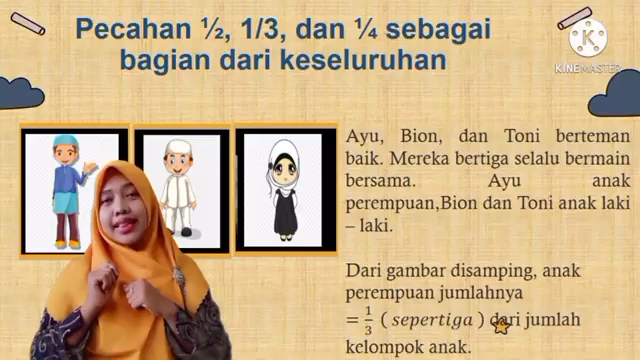 Pecahan ½, 1/3, dan ¼ sebagai
bagian dari keseluruhan
K
KINEMASTER
Ayu, Bion, dan Toni berteman
baik. Mereka bertiga selalu bermain
bersama. Ayu anak
perempuan,Bion dan Toni anak laki
– laki.
Dari gambar disamping, anak
perempuan jumlahnya
= 1/3 ( sepertiga ) dari jumlah
kelompok anak.